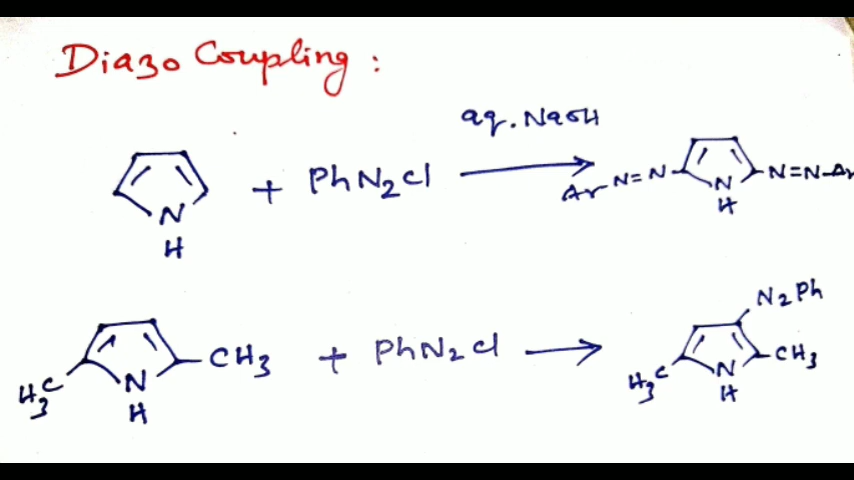 Diazo Coupling :
aq. NaOH
N
H
+ PhN2Cl
Ar N=N
N
H
N=N-Ar
H3C
N
H
CH3
+ PhN2Cl
N2Ph
H3C
N
H
CH3